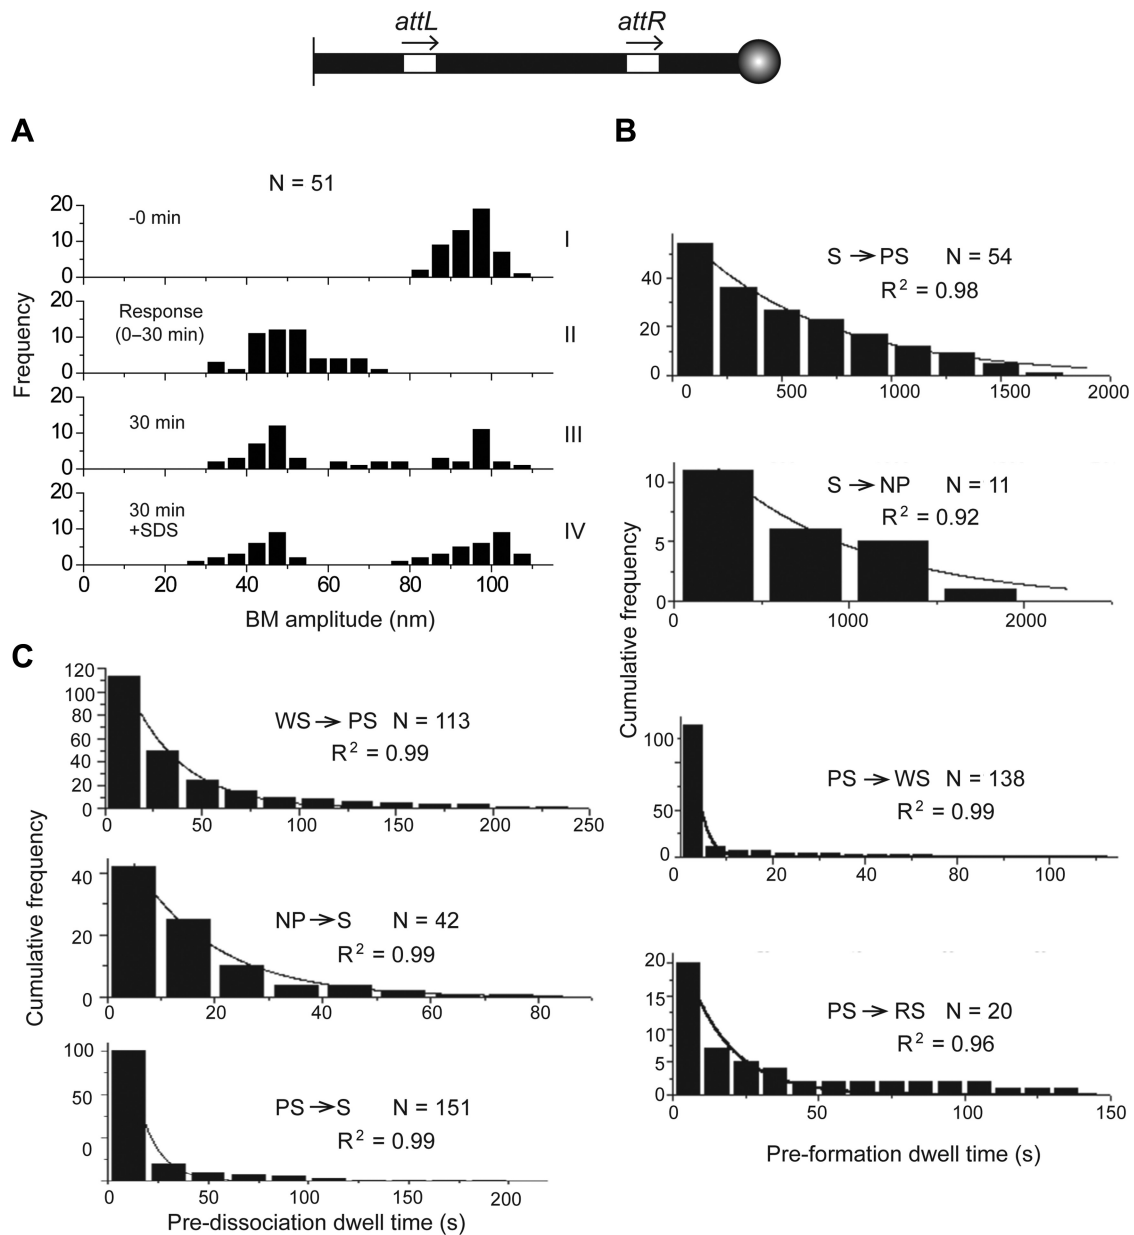 attL attR
A
N = 51
Frequency
20
10
0
-0 min
I
20
10
0
Response
(0–30 min)
II
20
10
0
30 min
III
20
10
0
30 min
+SDS
IV
0 20 40 60 80 100
BM amplitude (nm)
B
Cumulative frequency
40
20
0
S → PS N = 54
R² = 0.98
0 500 1000 1500 2000
10
5
0
S → NP N = 11
R² = 0.92
0 1000 2000
100
50
0
PS → WS N = 138
R² = 0.99
0 20 40 60 80 100
20
15
10
5
0
PS → RS N = 20
R² = 0.96
0 50 100 150
Pre-formation dwell time (s)
C
Cumulative frequency
120
100
80
60
40
20
0
WS → PS N = 113
R² = 0.99
0 50 100 150 200 250
40
20
0
NP → S N = 42
R² = 0.99
0 20 40 60 80
100
50
0
PS → S N = 151
R² = 0.99
0 50 100 150 200
Pre-dissociation dwell time (s)